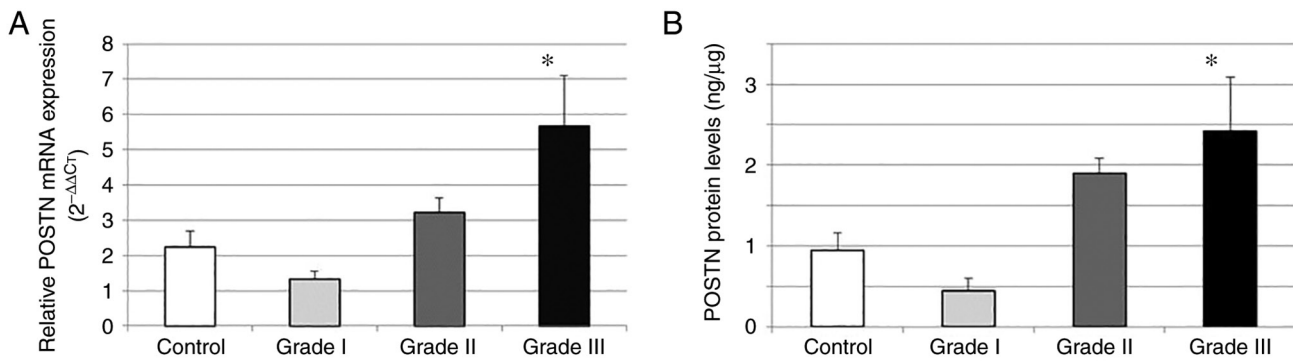 A
Relative POSTN mRNA expression
(2⁻ΔΔCT)
8
7
6
5
4
3
2
1
0
*
Control
Grade I
Grade II
Grade III
B
POSTN protein levels (ng/µg)
3
2
1
0
*
Control
Grade I
Grade II
Grade III